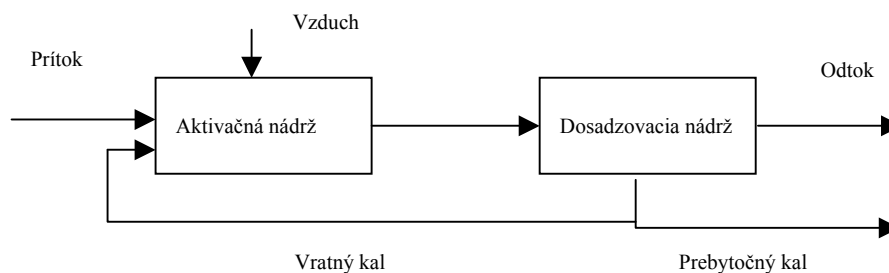 Vzduch
Prítok
Odtok
Aktivačná nádrž
Dosadzovacia nádrž
Vratný kal
Prebytočný kal